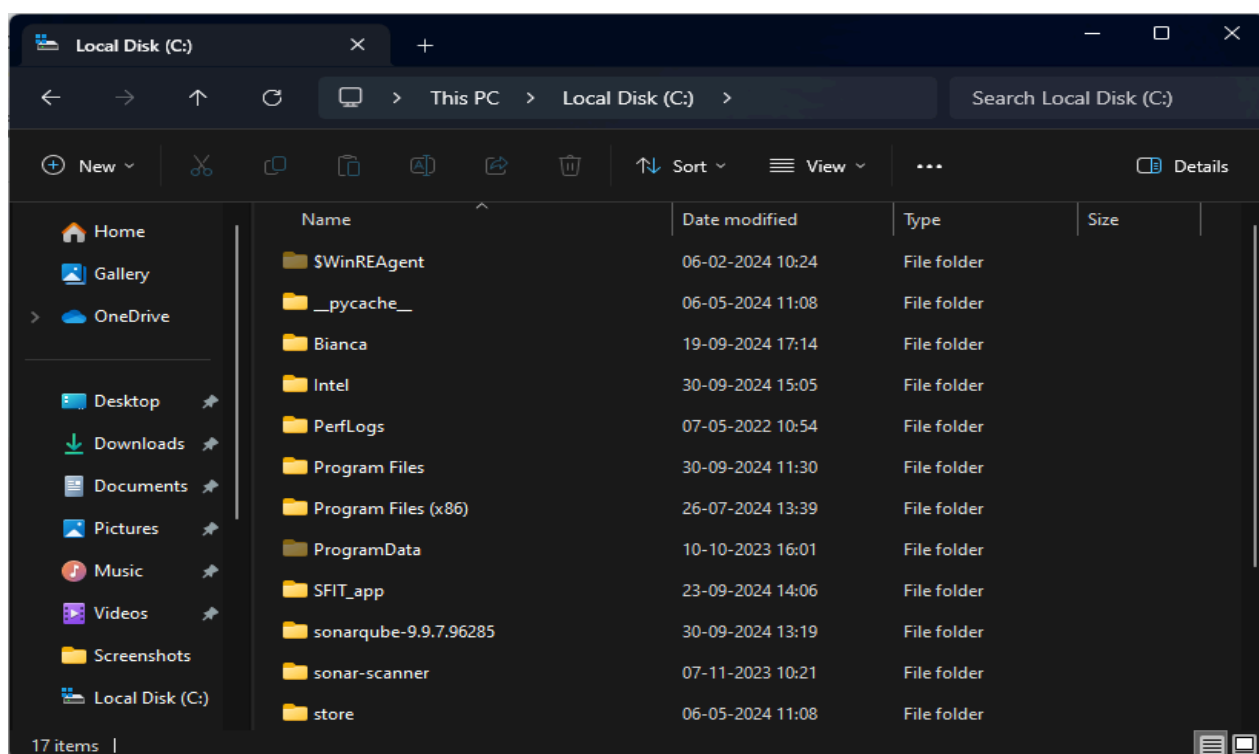 Local Disk (C:)
This PC > Local Disk (C:) >
Search Local Disk (C:)
New
Sort
View
Details
Home
Gallery
OneDrive
Desktop
Downloads
Documents
Pictures
Music
Videos
Screenshots
Local Disk (C:)
Name Date modified Type Size
$WinREAgent 06-02-2024 10:24 File folder
__pycache__ 06-05-2024 11:08 File folder
Bianca 19-09-2024 17:14 File folder
Intel 30-09-2024 15:05 File folder
PerfLogs 07-05-2022 10:54 File folder
Program Files 30-09-2024 11:30 File folder
Program Files (x86) 26-07-2024 13:39 File folder
ProgramData 10-10-2023 16:01 File folder
SFIT_app 23-09-2024 14:06 File folder
sonarqube-9.9.7.96285 30-09-2024 13:19 File folder
sonar-scanner 07-11-2023 10:21 File folder
store 06-05-2024 11:08 File folder
17 items